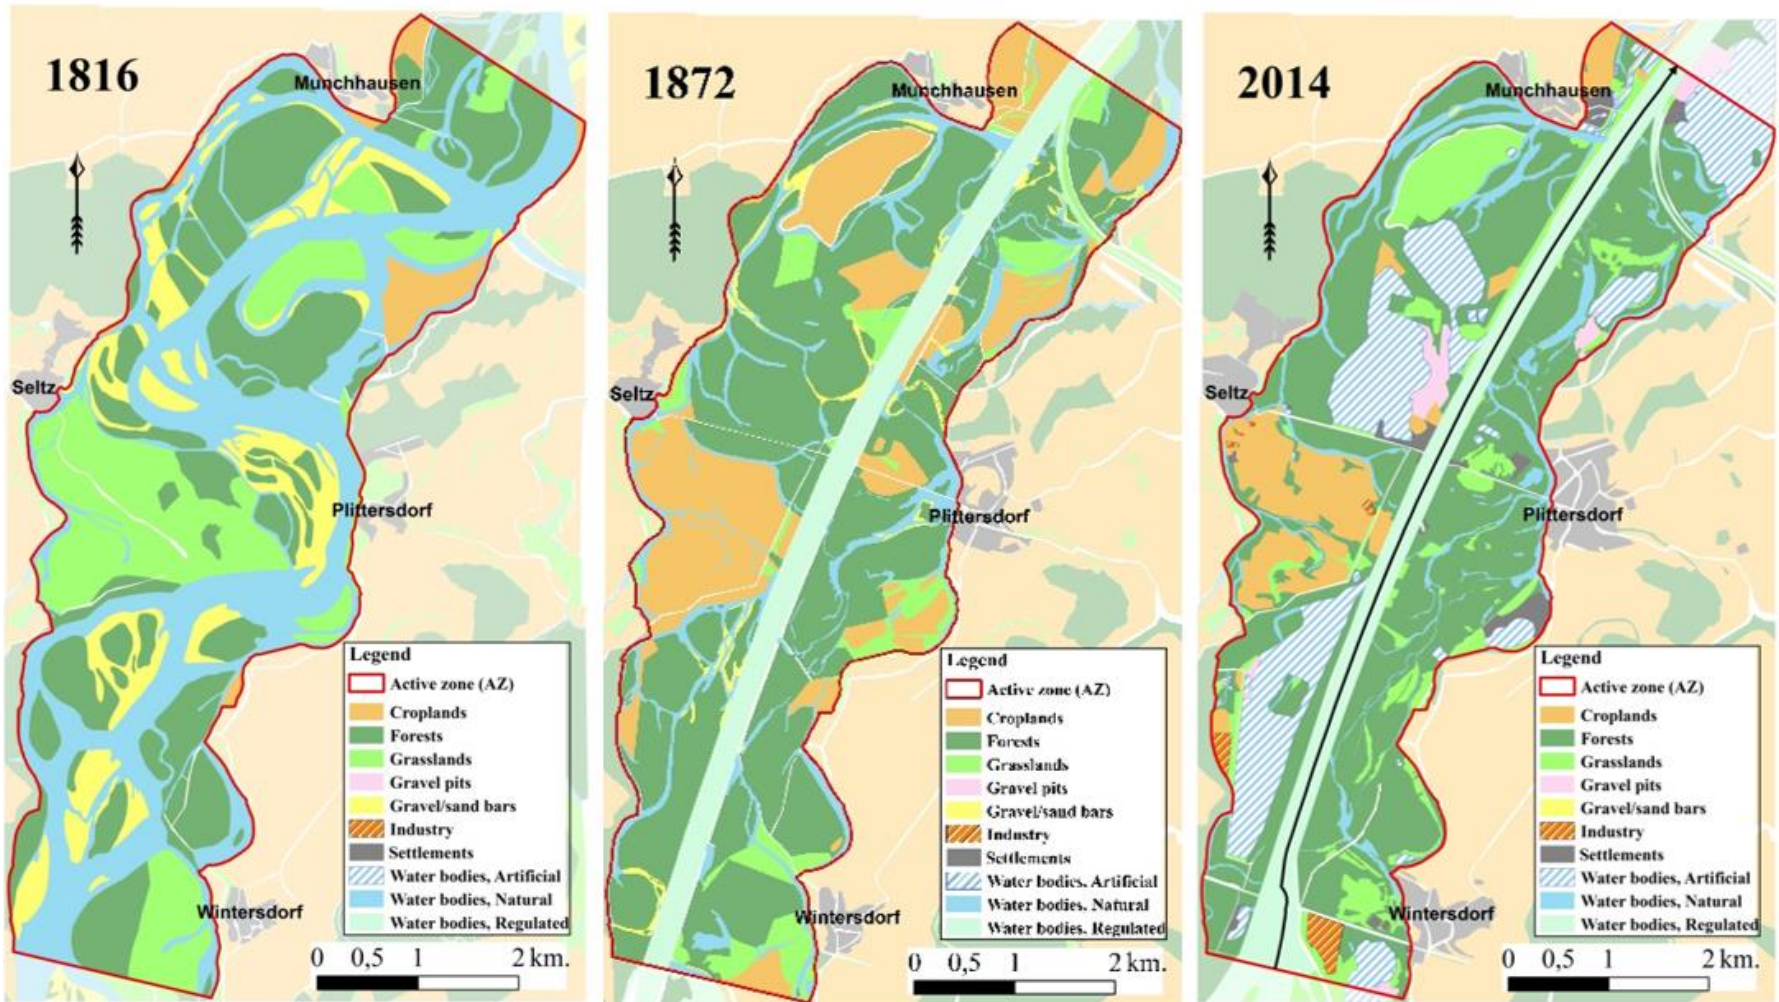 1816
Munchhausen
Seltz
Plittersdorf
Wintersdorf
Legend
Active zone (AZ)
Croplands
Forests
Grasslands
Gravel pits
Gravel/sand bars
Industry
Settlements
Water bodies, Artificial
Water bodies, Natural
Water bodies, Regulated
0 0,5 1 2 km.
1872
Munchhausen
Seltz
Plittersdorf
Wintersdorf
Legend
Active zone (AZ)
Croplands
Forests
Grasslands
Gravel pits
Gravel/sand bars
Industry
Settlements
Water bodies, Artificial
Water bodies, Natural
Water bodies, Regulated
0 0,5 1 2 km.
2014
Munchhausen
Seltz
Plittersdorf
Wintersdorf
Legend
Active zone (AZ)
Croplands
Forests
Grasslands
Gravel pits
Gravel/sand bars
Industry
Settlements
Water bodies, Artificial
Water bodies, Natural
Water bodies, Regulated
0 0,5 1 2 km.